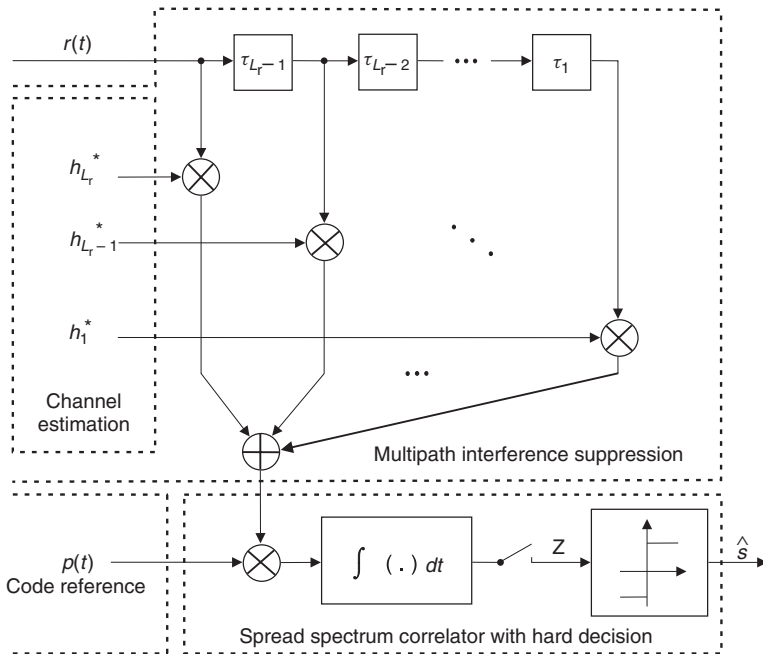 r(t)
τ_{L_r−1} τ_{L_r−2} ••• τ_1
h_{L_r}^*
h_{L_r−1}^*
h_1^*
•••
Channel
estimation
Multipath interference suppression
p(t)
Code reference
∫ (.) dt
Z
ŝ
Spread spectrum correlator with hard decision